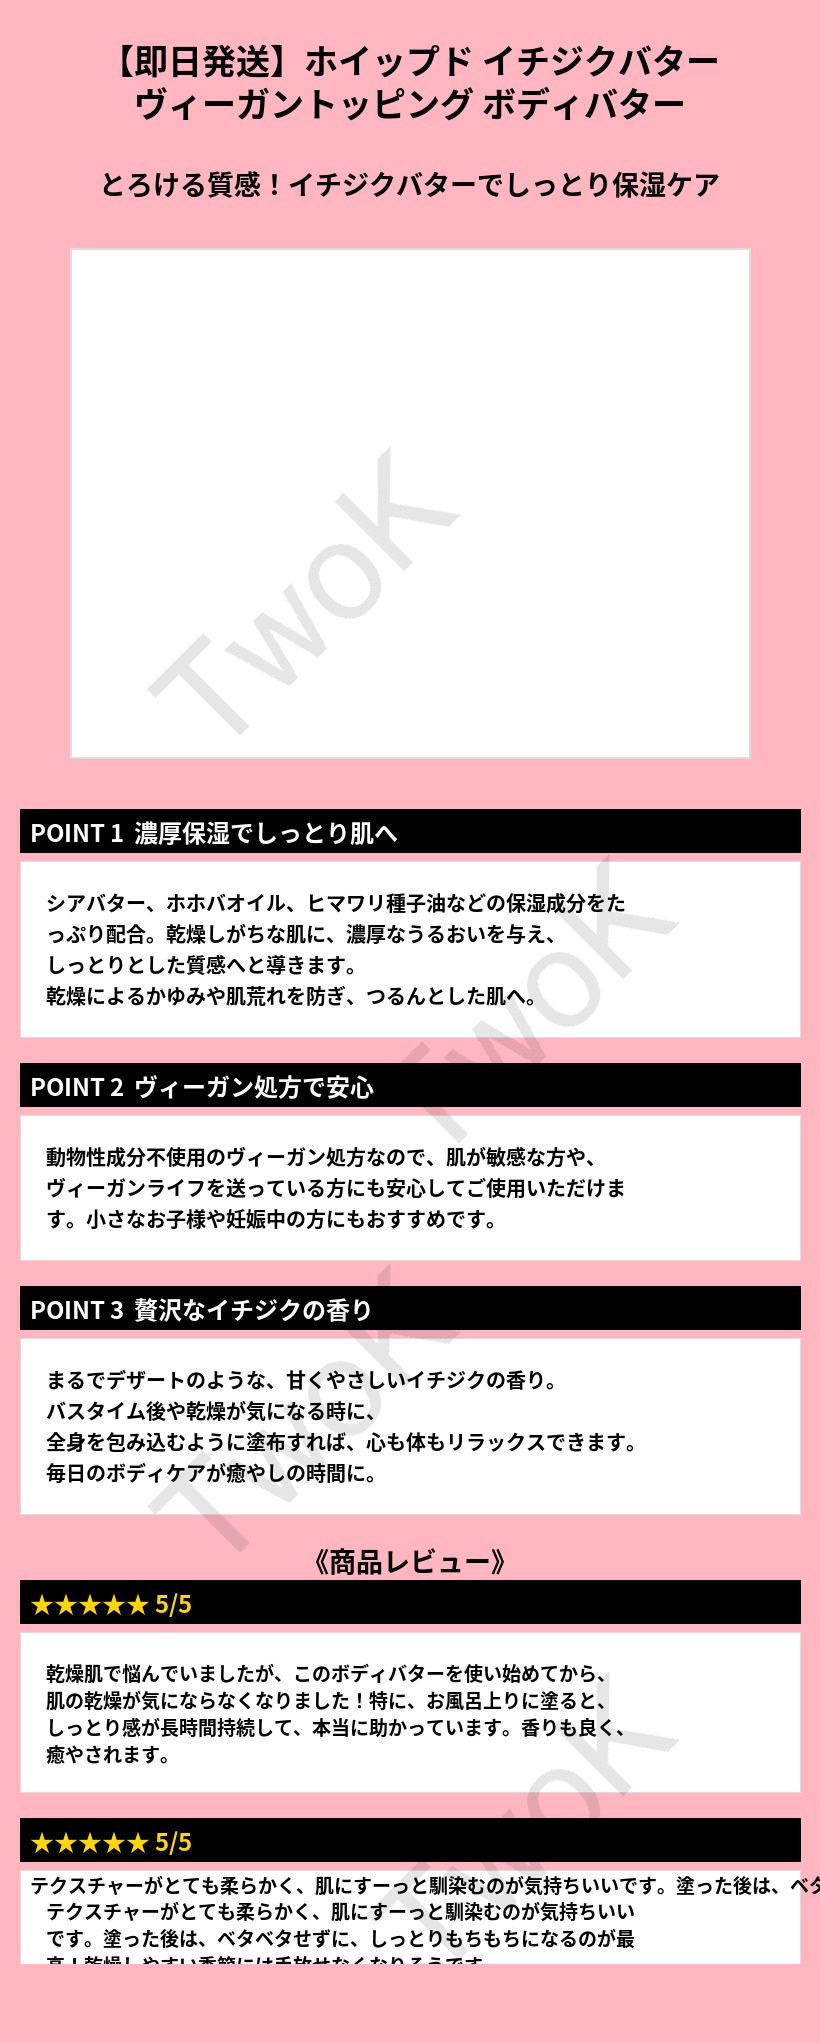 【即日発送】ホイップド イチジクバター
ヴィーガントッピング ボディバター
とろける質感！イチジクバターでしっとり保湿ケア
TwoK
POINT 1 濃厚保湿でしっとり肌へ
シアバター、ホホバオイル、ヒマワリ種子油などの保湿成分をた
っぷり配合。乾燥しがちな肌に、濃厚なうるおいを与え、
しっとりとした質感へと導きます。
乾燥によるかゆみや肌荒れを防ぎ、つるんとした肌へ。
TwoK
POINT 2 ヴィーガン処方で安心
動物性成分不使用のヴィーガン処方なので、肌が敏感な方や、
ヴィーガンライフを送っている方にも安心してご使用いただけま
す。小さなお子様や妊娠中の方にもおすすめです。
POINT 3 贅沢なイチジクの香り
まるでデザートのような、甘くやさしいイチジクの香り。
バスタイム後や乾燥が気になる時に、
全身を包み込むように塗布すれば、心も体もリラックスできます。
毎日のボディケアが癒やしの時間に。
TwoK
《商品レビュー》
★★★★★ 5/5
乾燥肌で悩んでいましたが、このボディバターを使い始めてから、
肌の乾燥が気にならなくなりました！特に、お風呂上りに塗ると、
しっとり感が長時間持続して、本当に助かっています。香りも良く、
癒やされます。
TwoK
★★★★★ 5/5
テクスチャーがとても柔らかく、肌にすーっと馴染むのが気持ちいいです。塗った後は、ベタ
テクスチャーがとても柔らかく、肌にすーっと馴染むのが気持ちいい
です。塗った後は、ベタベタせずに、しっとりもちもちになるのが最
高！乾燥しやすい季節には手放せなくなりそうです。